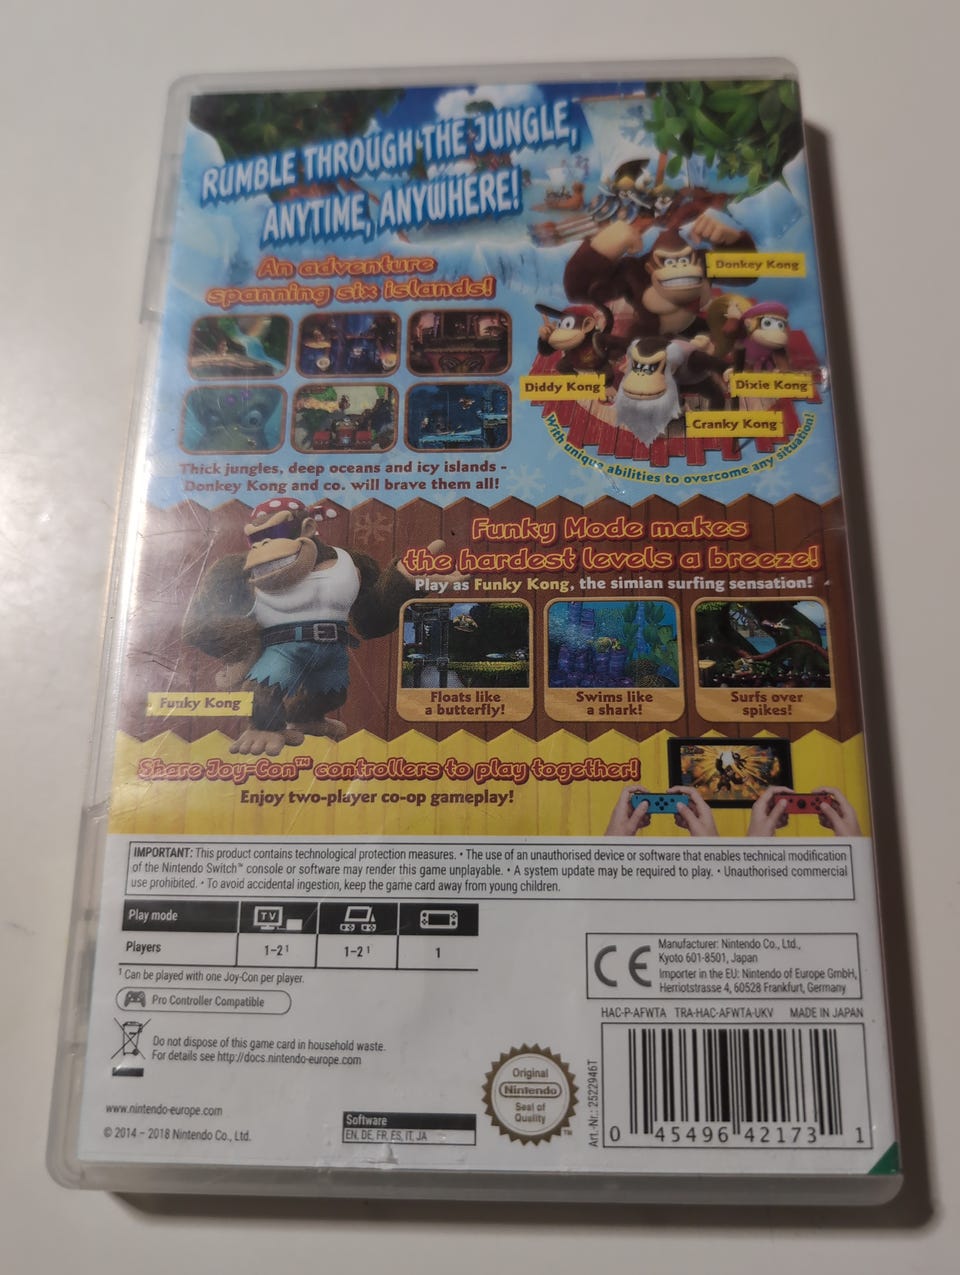 RUMBLE THROUGH THE JUNGLE,
ANYTIME, ANYWHERE!
An adventure
spanning six islands!
Donkey Kong
Diddy Kong
Dixie Kong
Cranky Kong
With unique abilities to overcome any situation!
Thick jungles, deep oceans and icy islands -
Donkey Kong and co. will brave them all!
Funky Mode makes
the hardest levels a breeze!
Play as Funky Kong, the simian surfing sensation!
Funky Kong
Floats like
a butterfly!
Swims like
a shark!
Surfs over
spikes!
Share Joy-Con™ controllers to play together!
Enjoy two-player co-op gameplay!
IMPORTANT: This product contains technological protection measures. • The use of an unauthorised device or software that enables technical modification
of the Nintendo Switch™ console or software may render this game unplayable. • A system update may be required to play. • Unauthorised commercial
use prohibited. • To avoid accidental ingestion, keep the game card away from young children.
Play mode TV
Players 1-2¹ 1-2¹ 1
¹ Can be played with one Joy-Con per player.
Pro Controller Compatible
Do not dispose of this game card in household waste.
For details see http://docs.nintendo-europe.com
www.nintendo-europe.com
© 2014 – 2018 Nintendo Co., Ltd.
Software
EN, DE, FR, ES, IT, JA
Original
Nintendo
Seal of
Quality
™
CE
Manufacturer: Nintendo Co., Ltd.,
Kyoto 601-8501, Japan
Importer in the EU: Nintendo of Europe GmbH,
Herriotstrasse 4, 60528 Frankfurt, Germany
HAC-P-AFWTA TRA-HAC-AFWTA-UKV MADE IN JAPAN
Art.-Nr.: 2522946T
0 45496 42173 1